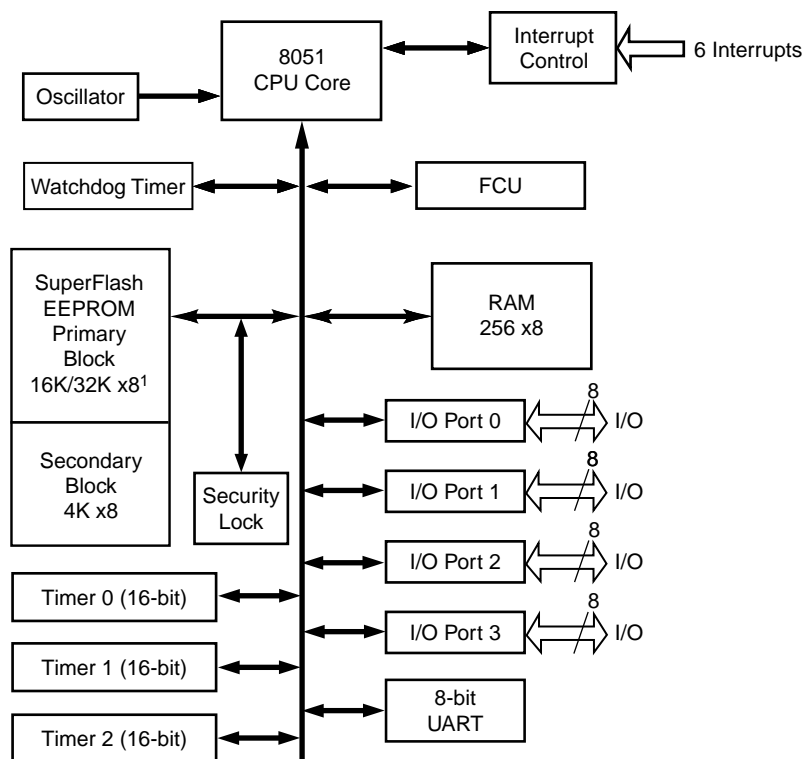 8051
CPU Core
Interrupt
Control
6 Interrupts
Oscillator
Watchdog Timer
FCU
SuperFlash
EEPROM
Primary
Block
16K/32K x8¹
RAM
256 x8
Secondary
Block
4K x8
Security
Lock
8
I/O Port 0
I/O
8
I/O Port 1
I/O
8
I/O Port 2
I/O
8
I/O Port 3
I/O
Timer 0 (16-bit)
Timer 1 (16-bit)
Timer 2 (16-bit)
8-bit
UART